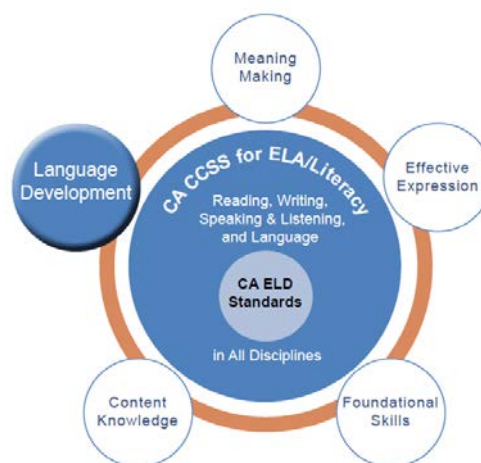 Meaning
Making
Language
Development
Effective
Expression
CA CCSS for ELA/Literacy
Reading, Writing,
Speaking & Listening,
and Language
CA ELD
Standards
in All Disciplines
Content
Knowledge
Foundational
Skills